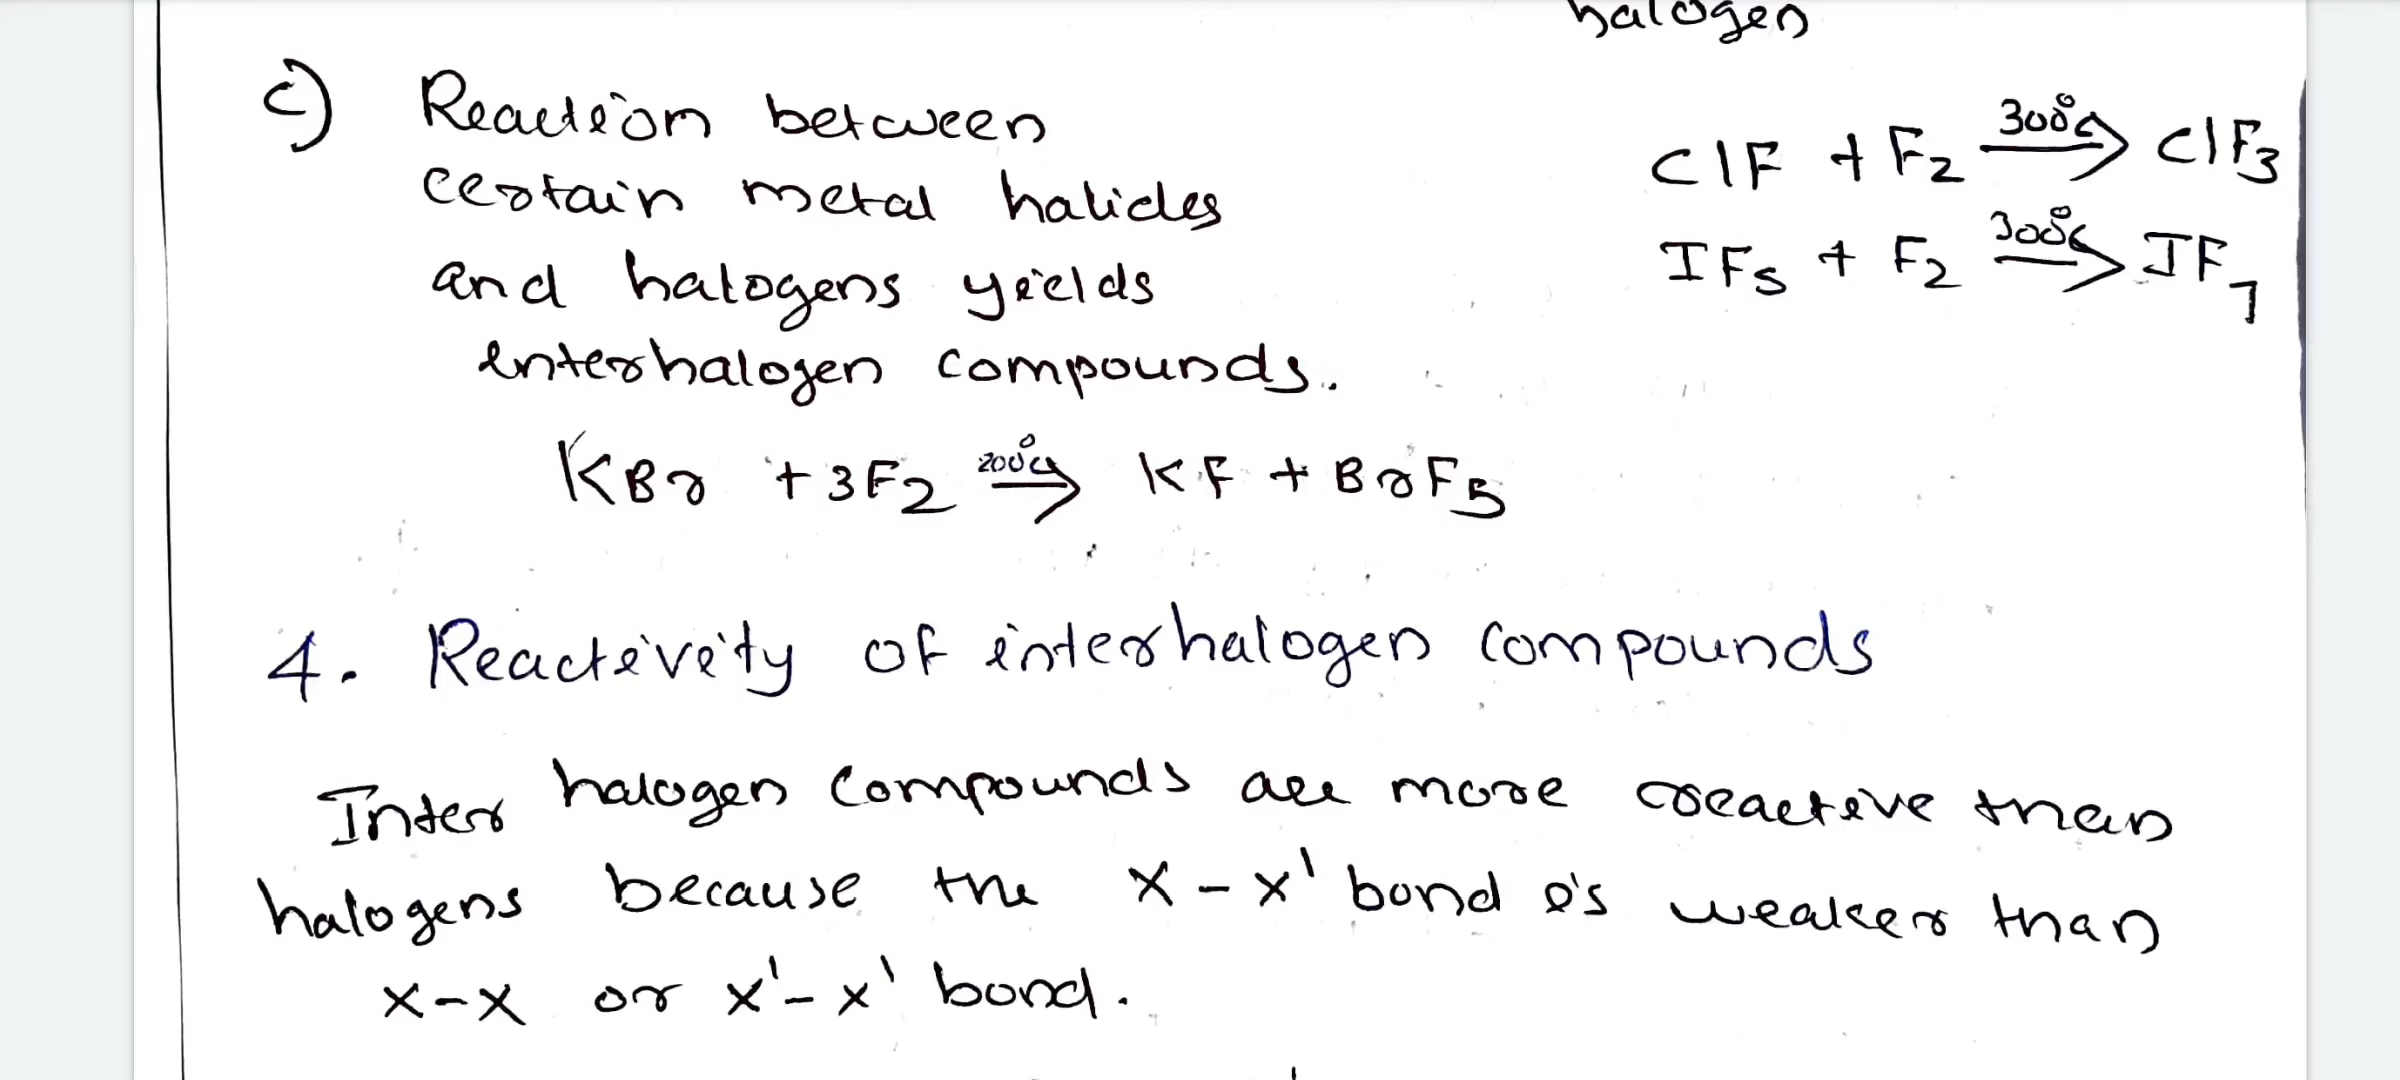 halogen
c) Reaction between
certain metal halides
and halogens yields
interhalogen compounds.
KBr + 3F2 200°C→ KF + BrF5
ClF + F2 300°C→ ClF3
IF5 + F2 300°C→ IF7
4. Reactivity of interhalogen compounds
Inter halogen compounds are more reactive than
halogens because the X-X' bond is weaker than
X-X or X'-X' bond.